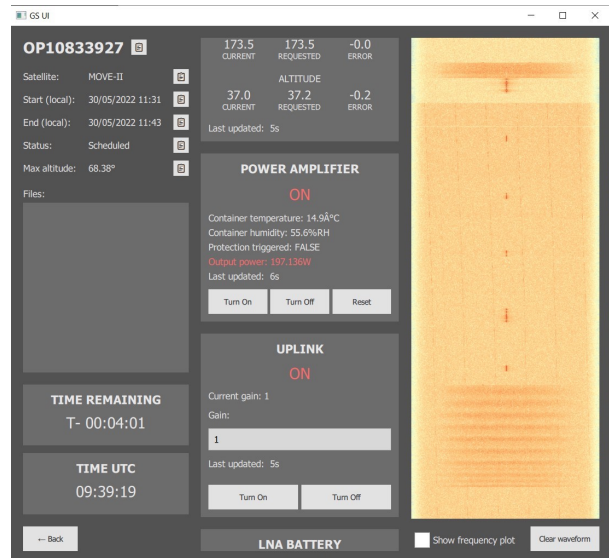 GS UI
OP10833927
Satellite: MOVE-II
Start (local): 30/05/2022 11:31
End (local): 30/05/2022 11:43
Status: Scheduled
Max altitude: 68.38°
Files:
TIME REMAINING
T- 00:04:01
TIME UTC
09:39:19
← Back
173.5 173.5 -0.0
CURRENT REQUESTED ERROR
ALTITUDE
37.0 37.2 -0.2
CURRENT REQUESTED ERROR
Last updated: 5s
POWER AMPLIFIER
ON
Container temperature: 14.9Â°C
Container humidity: 55.6%RH
Protection triggered: FALSE
Output power: 197.136W
Last updated: 6s
Turn On Turn Off Reset
UPLINK
ON
Current gain: 1
Gain:
1
Last updated: 5s
Turn On Turn Off
LNA BATTERY
Show frequency plot Clear waveform